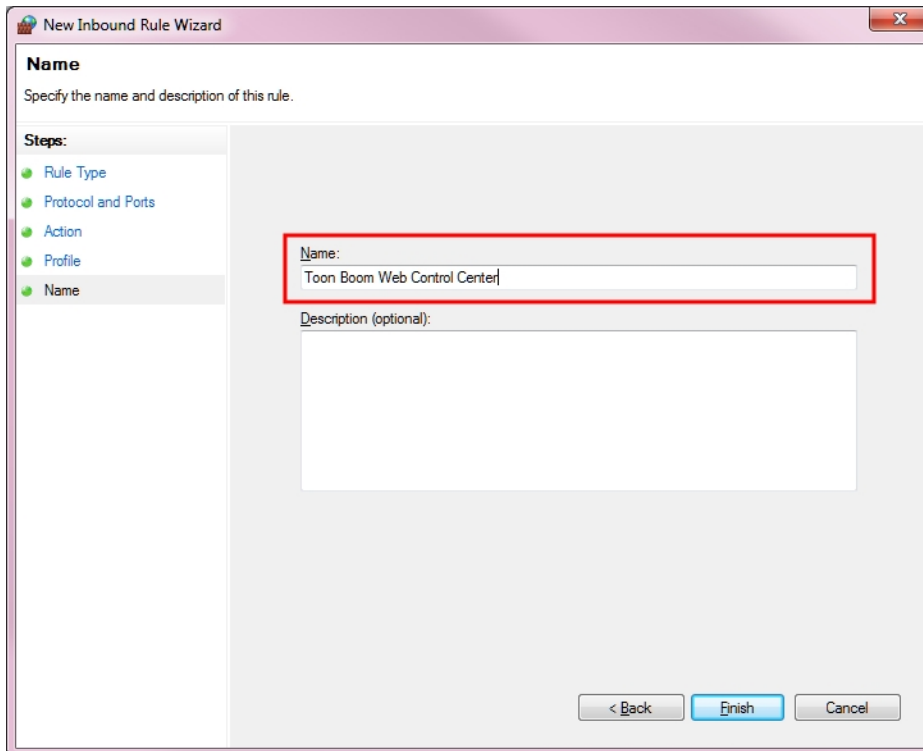 New Inbound Rule Wizard
Name
Specify the name and description of this rule.
Steps:
Rule Type
Protocol and Ports
Action
Profile
Name
Name:
Toon Boom Web Control Center
Description (optional):
< Back
Finish
Cancel